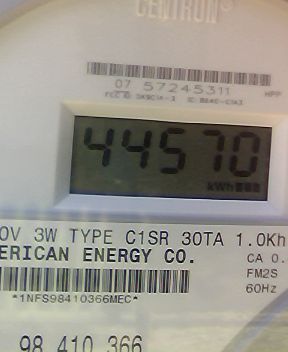 CENTRON®
07 57245311
HPP
44570
kWh
0V 3W TYPE C1SR 30TA 1.0Kh
ERICAN ENERGY CO.
CA 0.
*1NFS98410366MEC*
FM2S
60Hz
98 410 366